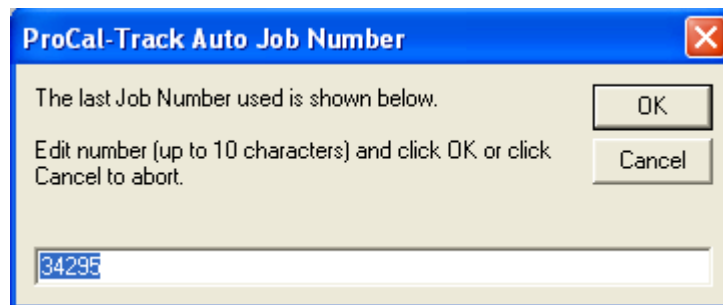 ProCal-Track Auto Job Number
The last Job Number used is shown below.
OK
Edit number (up to 10 characters) and click OK or click
Cancel to abort.
Cancel
34295